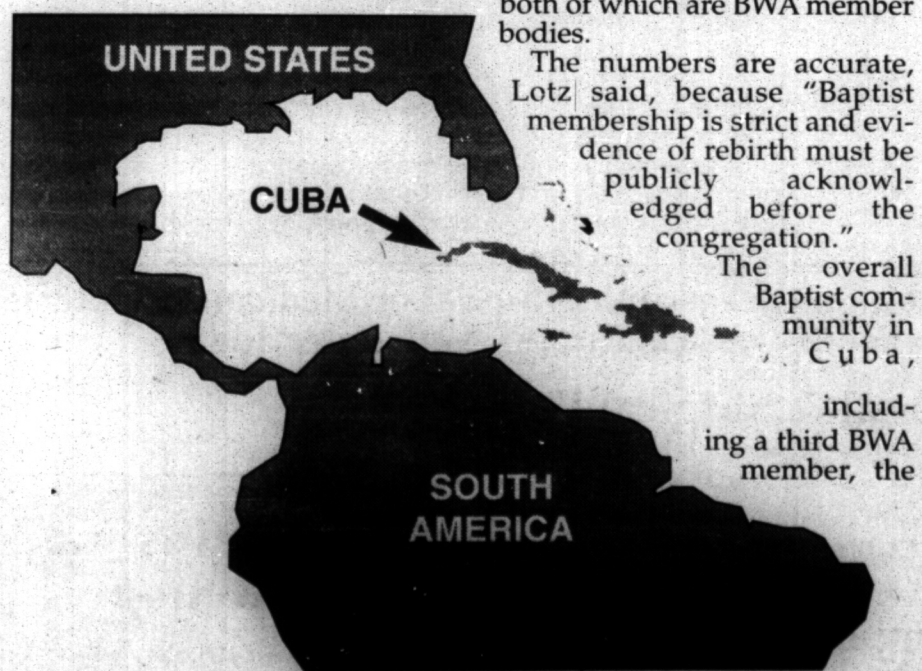 both of which are BWA member
bodies.
The numbers are accurate,
Lotz said, because “Baptist
membership is strict and evi-
dence of rebirth must be
publicly acknowl-
edged before the
congregation.”
The overall
Baptist com-
munity in
Cuba,
includ-
ing a third BWA
member, the
UNITED STATES
CUBA
SOUTH
AMERICA